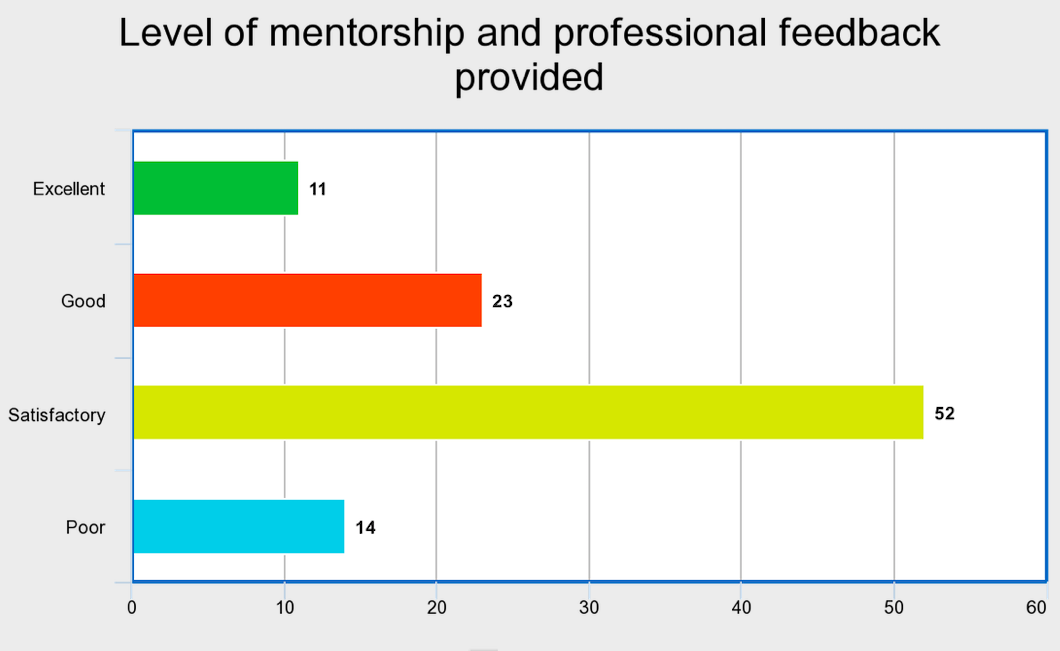 Level of mentorship and professional feedback
provided
Excellent
11
Good
23
Satisfactory
52
Poor
14
0 10 20 30 40 50 60